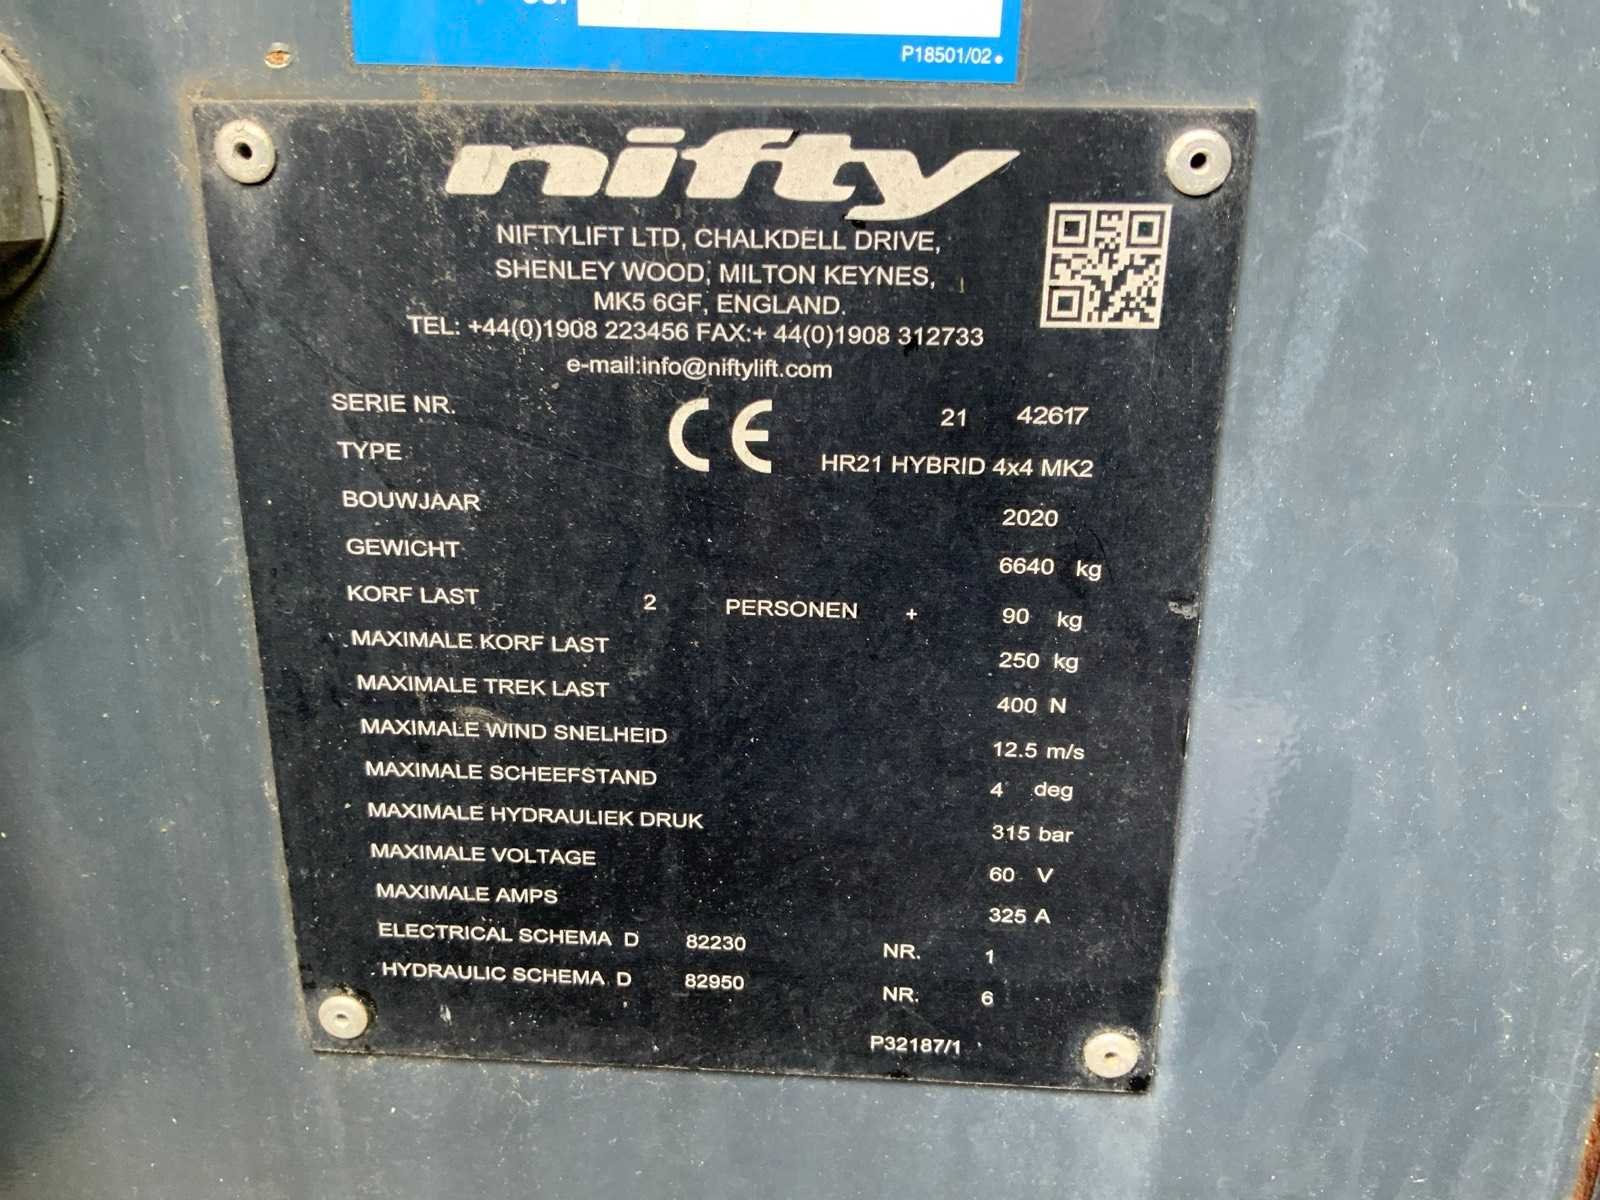 P18501/02
nifty
NIFTYLIFT LTD, CHALKDELL DRIVE,
SHENLEY WOOD, MILTON KEYNES,
MK5 6GF, ENGLAND.
TEL: +44(0)1908 223456 FAX:+ 44(0)1908 312733
e-mail:info@niftylift.com
SERIE NR. CE 21 42617
TYPE HR21 HYBRID 4x4 MK2
BOUWJAAR 2020
GEWICHT 6640 kg
KORF LAST 2 PERSONEN + 90 kg
MAXIMALE KORF LAST 250 kg
MAXIMALE TREK LAST 400 N
MAXIMALE WIND SNELHEID 12.5 m/s
MAXIMALE SCHEEFSTAND 4 deg
MAXIMALE HYDRAULIEK DRUK 315 bar
MAXIMALE VOLTAGE 60 V
MAXIMALE AMPS 325 A
ELECTRICAL SCHEMA D 82230 NR. 1
HYDRAULIC SCHEMA D 82950 NR. 6
P32187/1